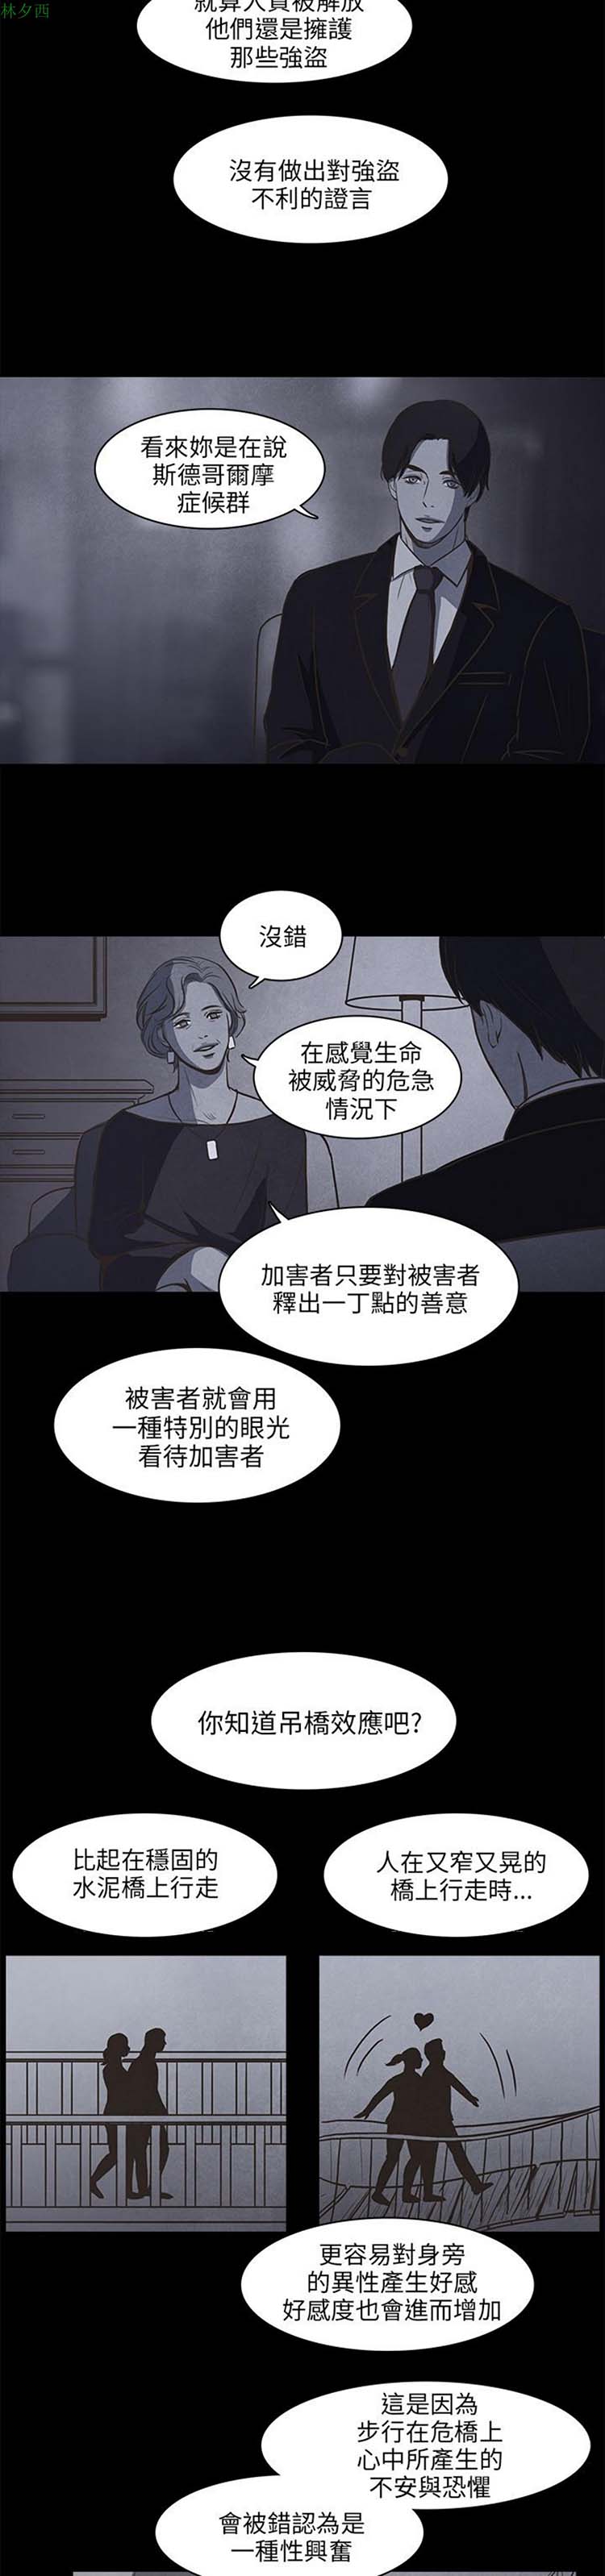 林夕西
就算人質被解放
他們還是擁護
那些強盜
沒有做出對強盜
不利的證言
看來妳是在說
斯德哥爾摩
症候群
沒錯
在感覺生命
被威脅的危急
情況下
加害者只要對被害者
釋出一丁點的善意
被害者就會用
一種特別的眼光
看待加害者
你知道吊橋效應吧?
比起在穩固的
水泥橋上行走
人在又窄又晃的
橋上行走時...
更容易對身旁
的異性產生好感
好感度也會進而增加
這是因為
步行在危橋上
心中所產生的
不安與恐懼
會被錯認為是
一種性興奮